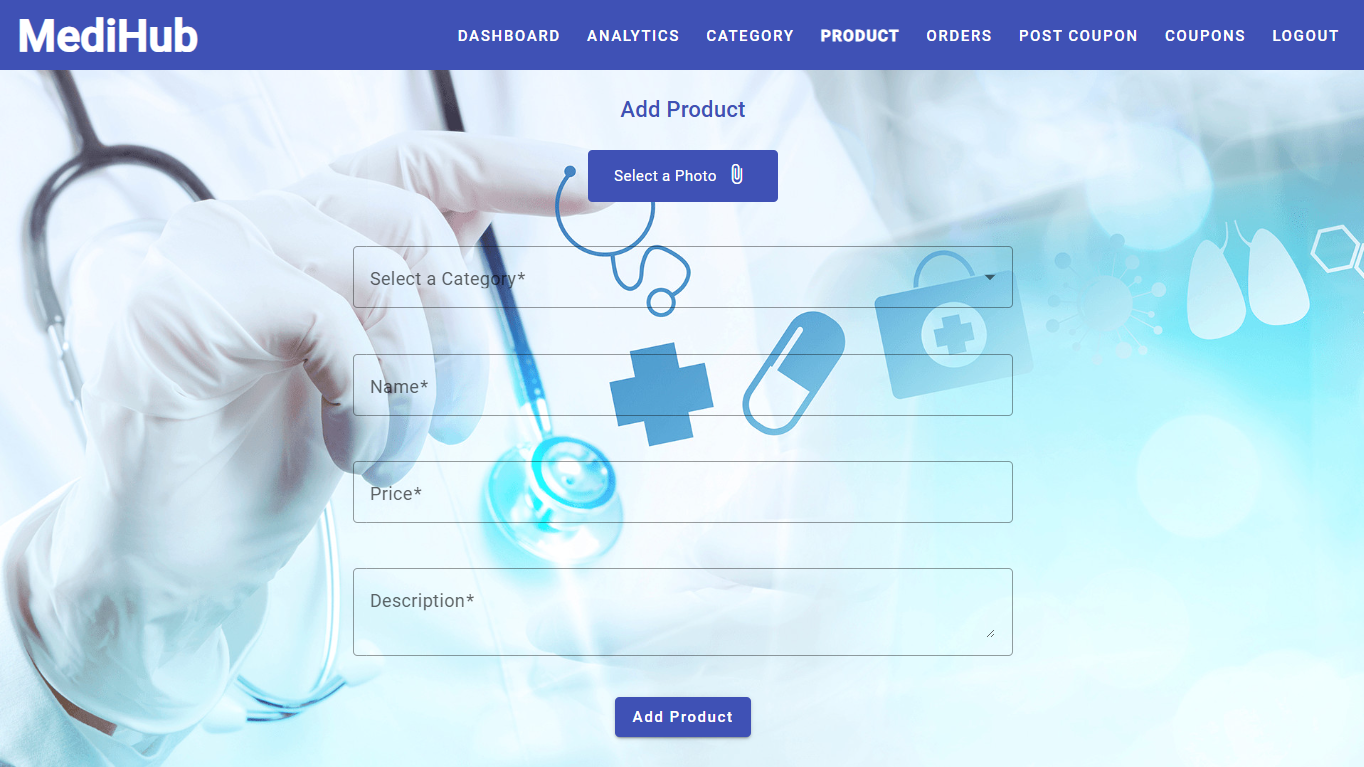 MediHub
DASHBOARD ANALYTICS CATEGORY PRODUCT ORDERS POST COUPON COUPONS LOGOUT
Add Product
Select a Photo
Select a Category*
Name*
Price*
Description*
Add Product